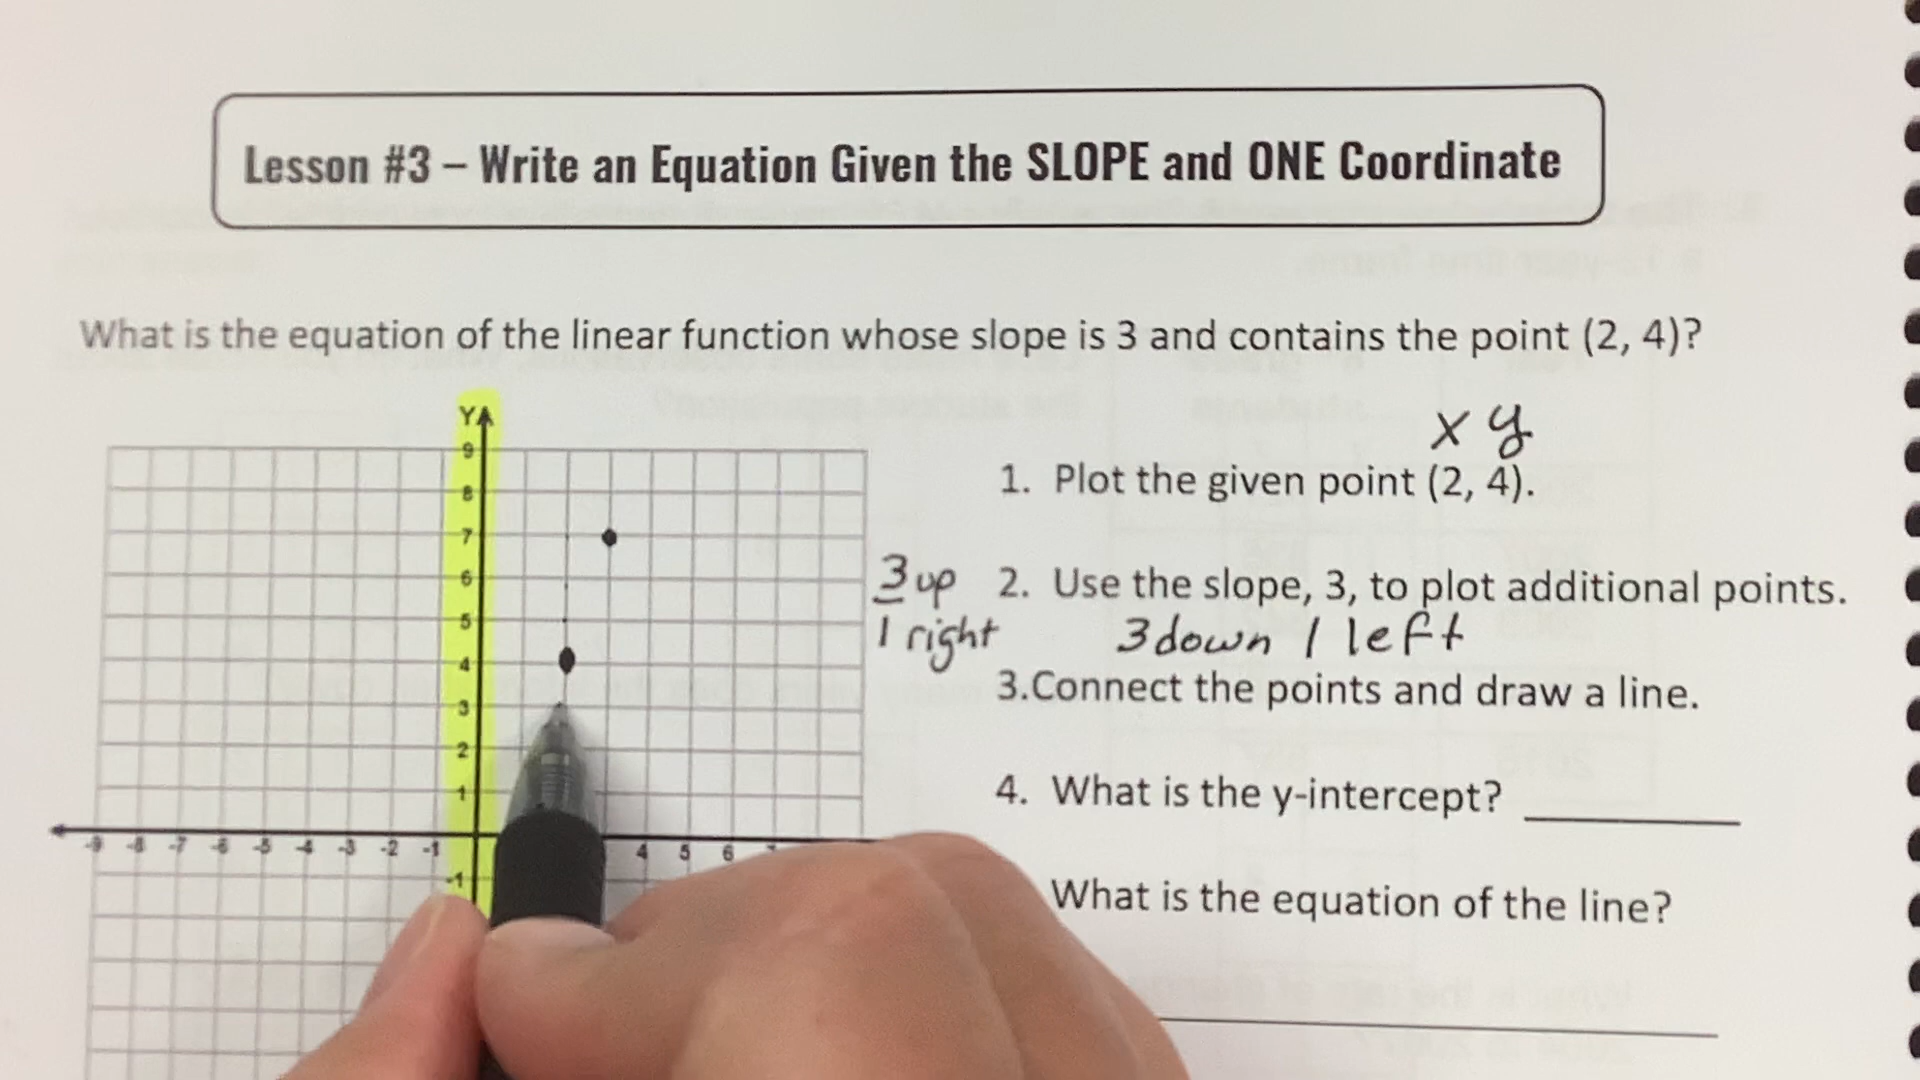 Lesson #3 – Write an Equation Given the SLOPE and ONE Coordinate
What is the equation of the linear function whose slope is 3 and contains the point (2, 4)?
x y
1. Plot the given point (2, 4).
3 up
1 right
2. Use the slope, 3, to plot additional points.
3 down 1 left
3.Connect the points and draw a line.
4. What is the y-intercept?
What is the equation of the line?
Y
9
8
7
6
5
4
3
2
1
-9 -8 -7 -6 -5 -4 -3 -2 -1 4 5 6
-1